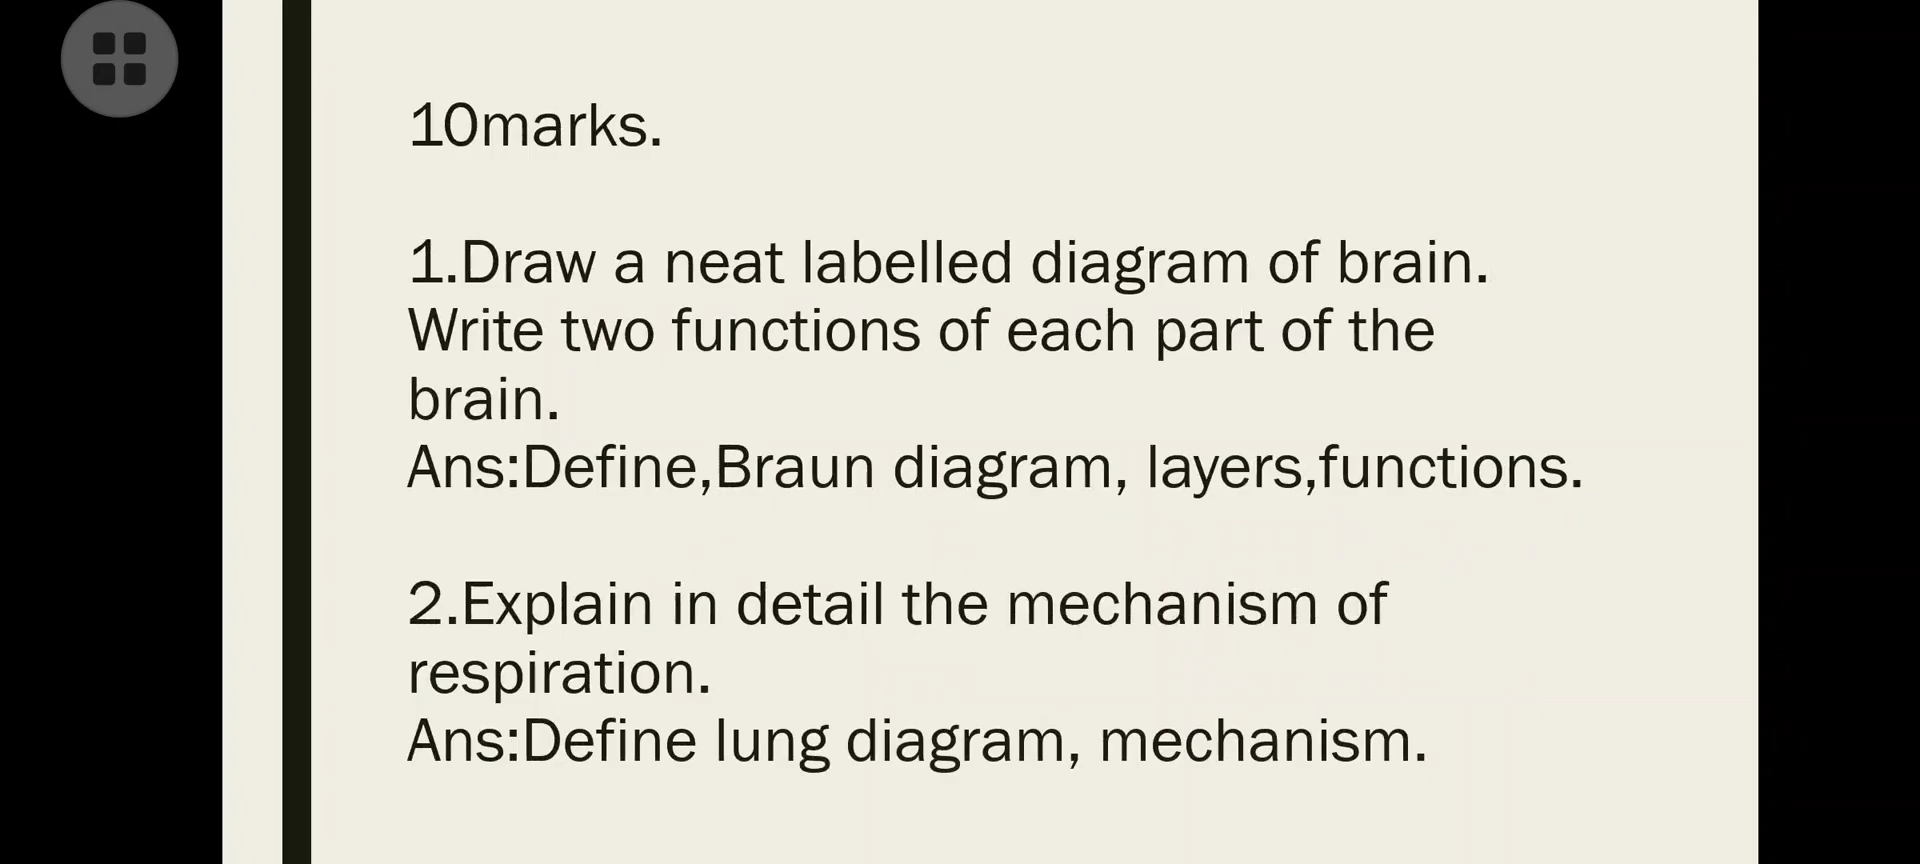 10marks.
1.Draw a neat labelled diagram of brain.
Write two functions of each part of the
brain.
Ans:Define,Braun diagram, layers,functions.
2.Explain in detail the mechanism of
respiration.
Ans:Define lung diagram, mechanism.